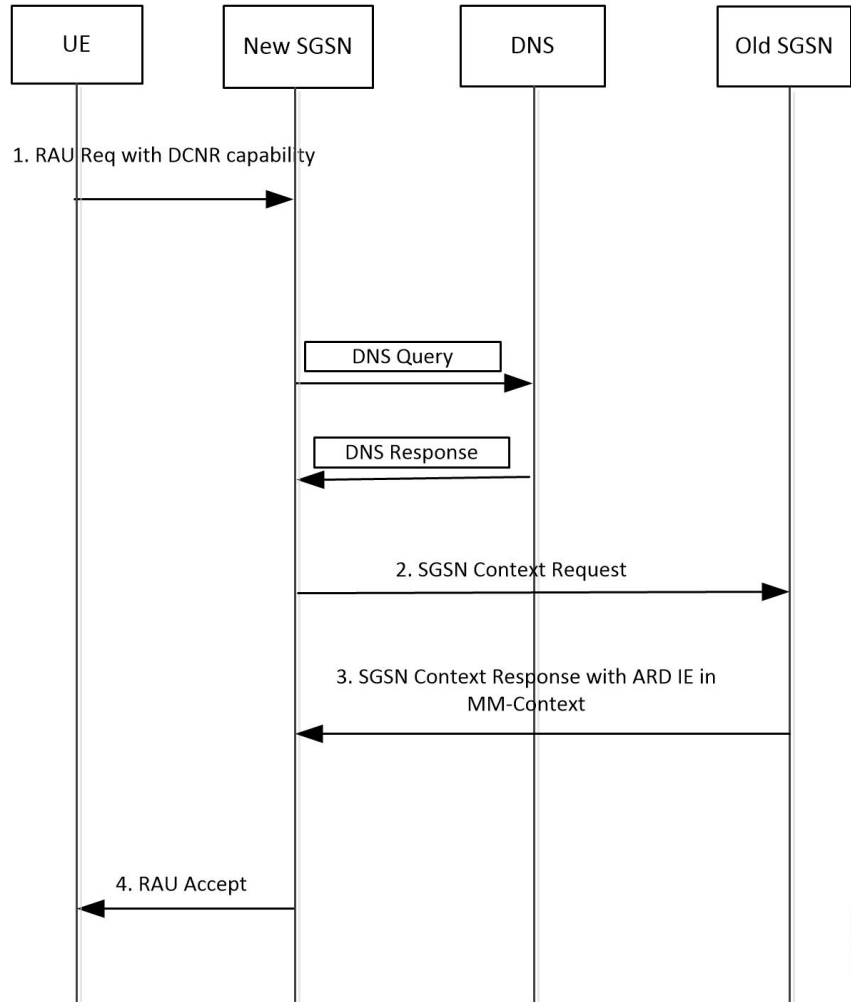 UE
New SGSN
DNS
Old SGSN
1. RAU Req with DCNR capability
DNS Query
DNS Response
2. SGSN Context Request
3. SGSN Context Response with ARD IE in
MM-Context
4. RAU Accept